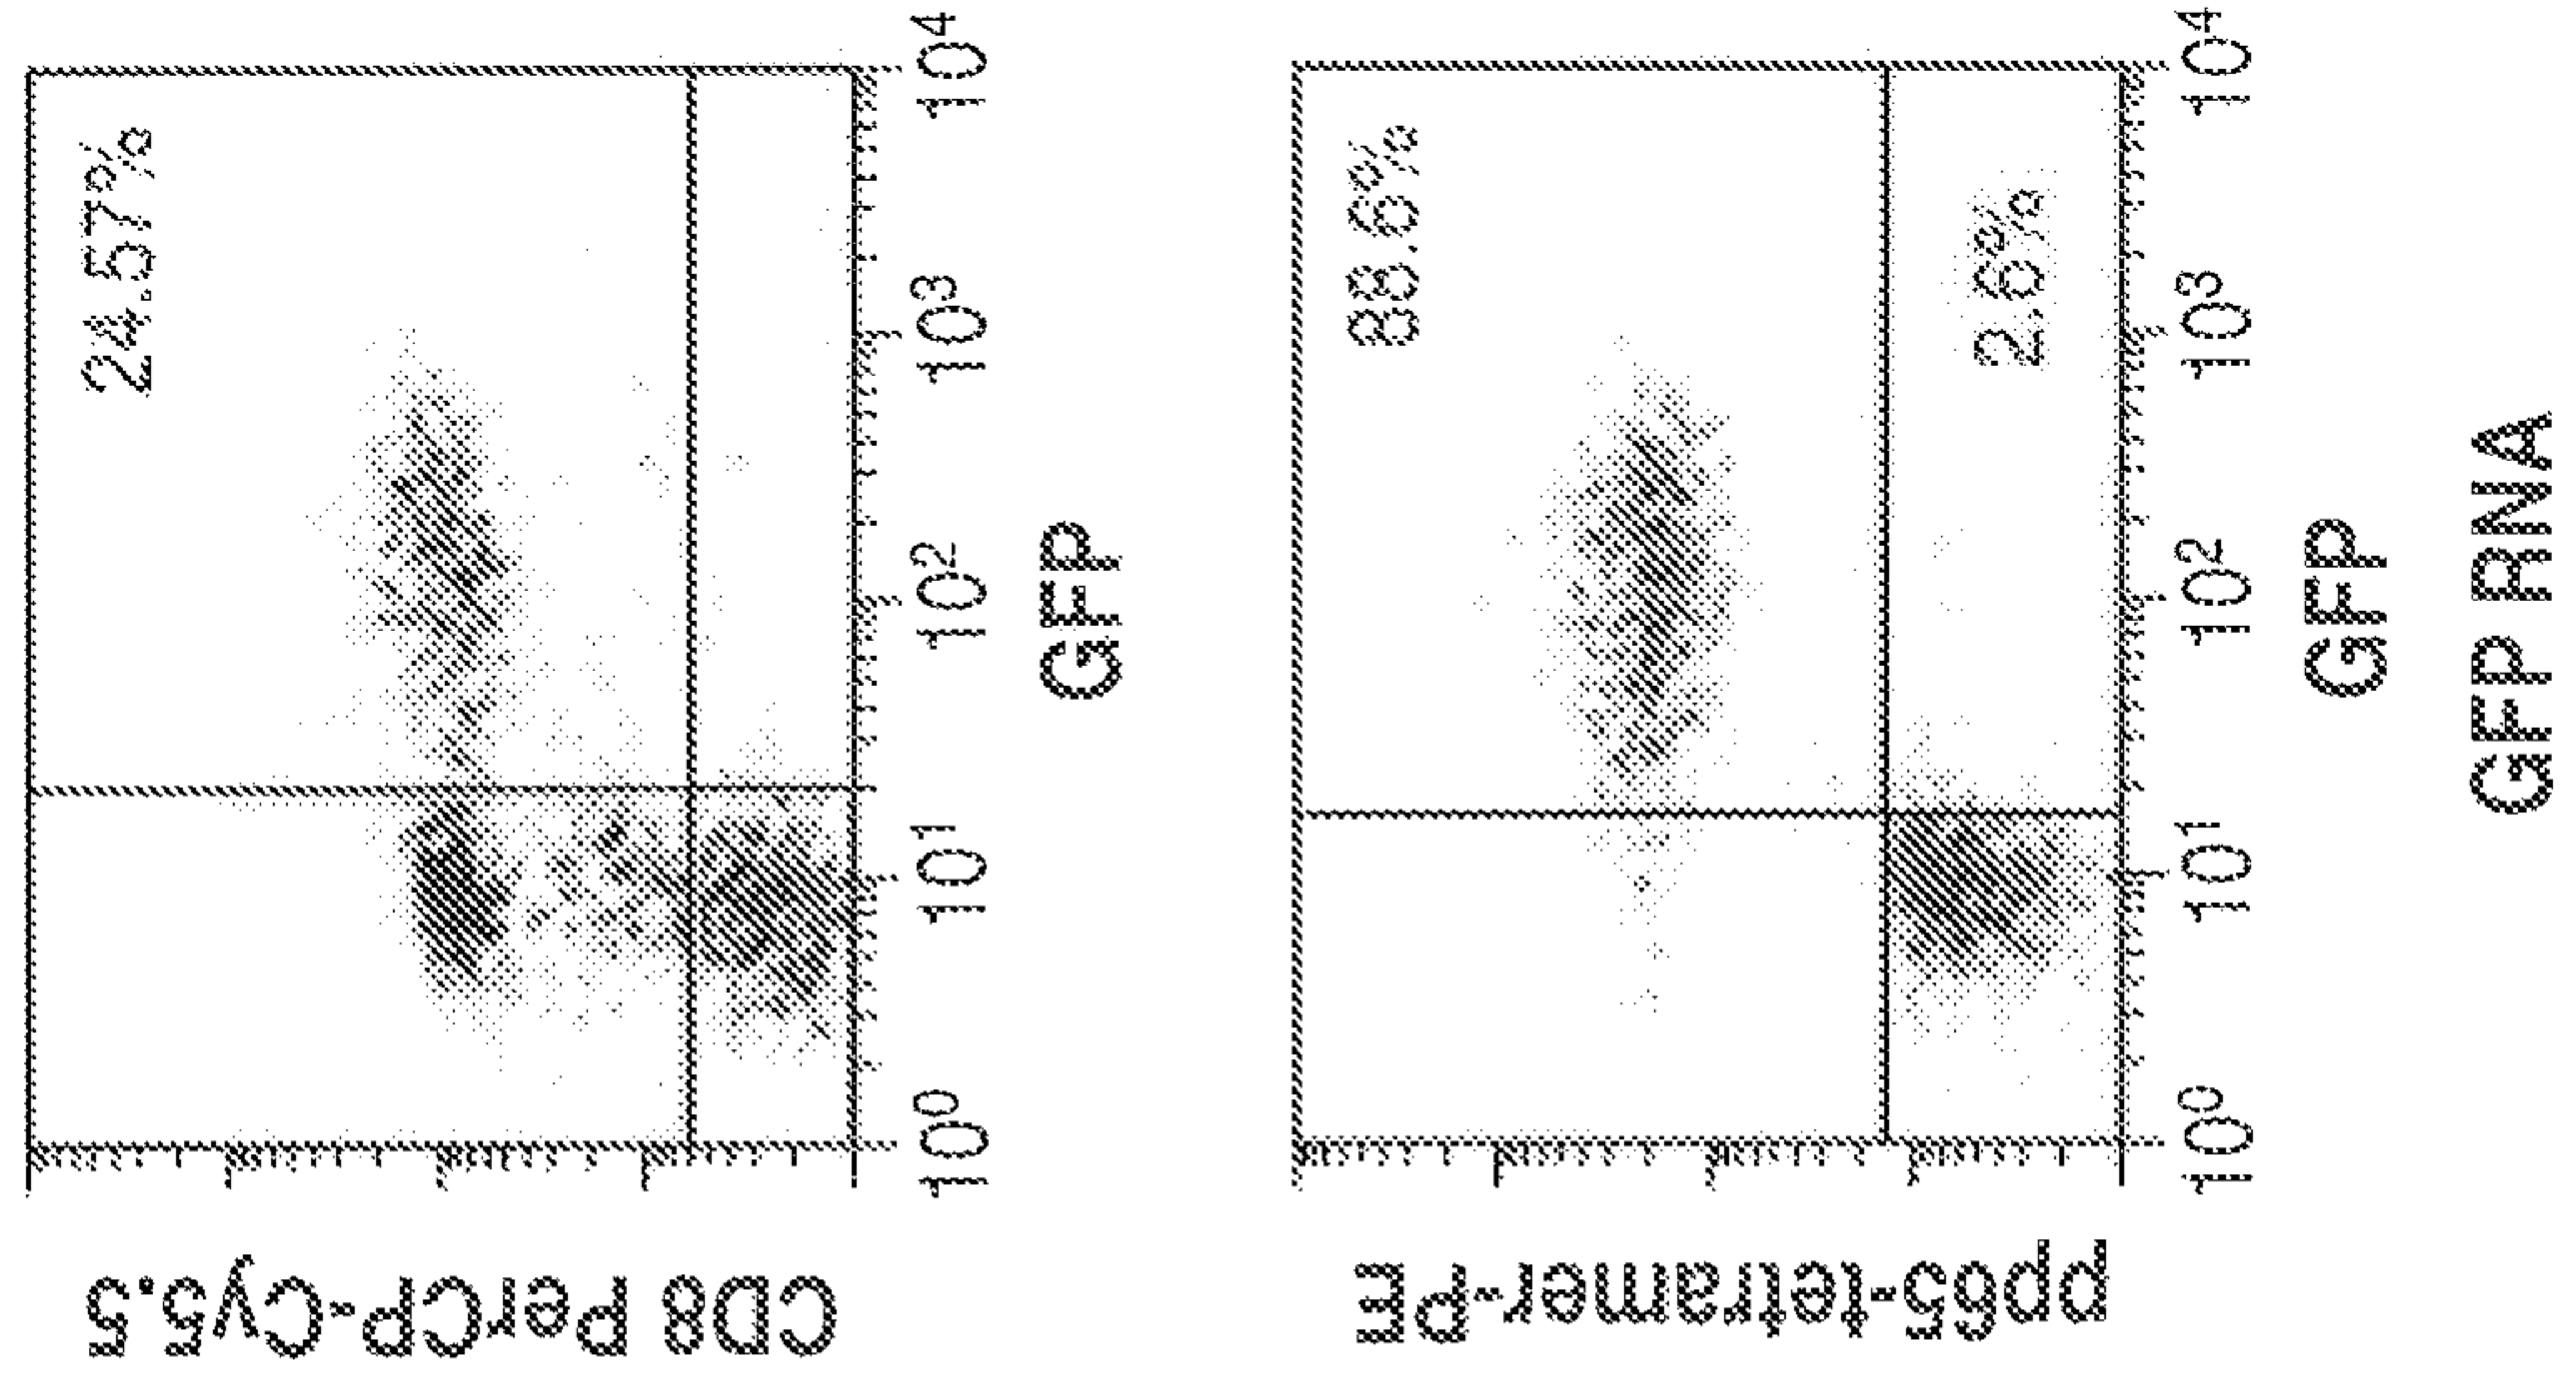 CD8 PerCP-Cy5.5
24.57%
10⁰ 10¹ 10² 10³ 10⁴
GFP
pp65-tetramer-PE
88.6%
2.6%
10⁰ 10¹ 10² 10³ 10⁴
GFP
GFP RNA